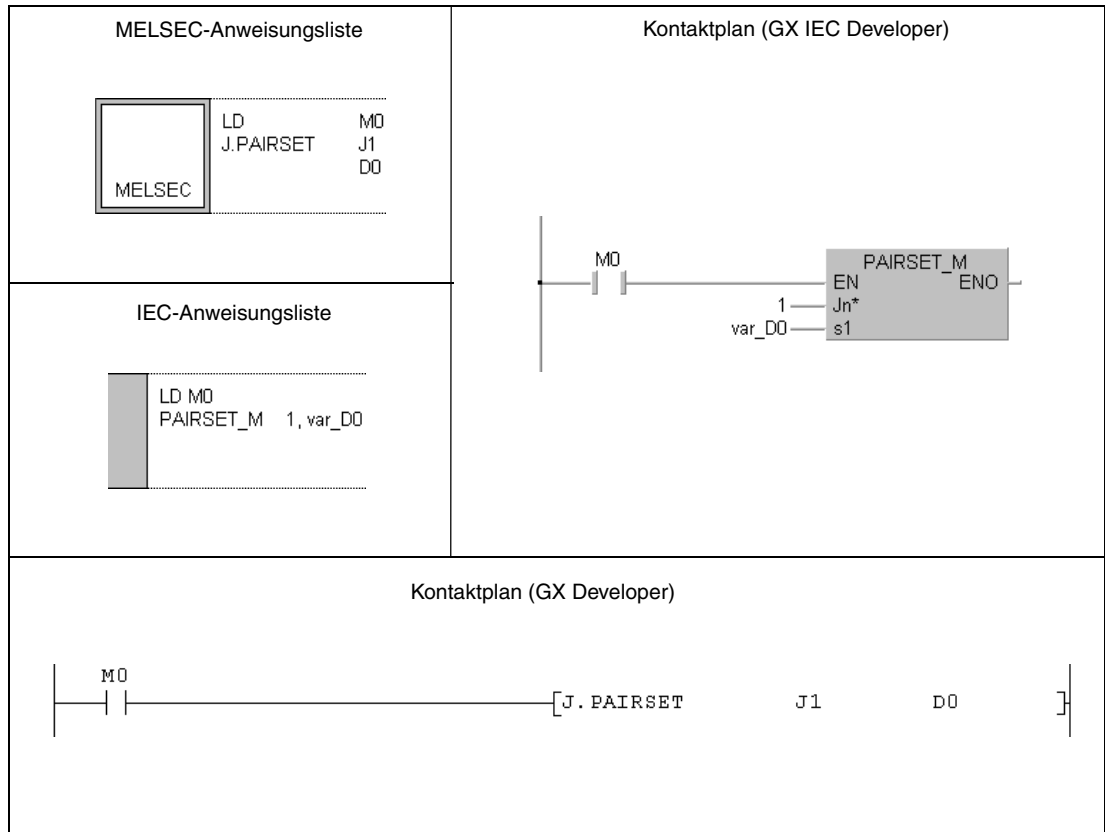 MELSEC-Anweisungsliste
LD M0
J.PAIRSET J1
D0
MELSEC
IEC-Anweisungsliste
LD M0
PAIRSET_M 1, var_D0
Kontaktplan (GX IEC Developer)
M0
PAIRSET_M
EN ENO
1 Jn*
var_D0 s1
Kontaktplan (GX Developer)
M0
[J.PAIRSET J1 D0 ]